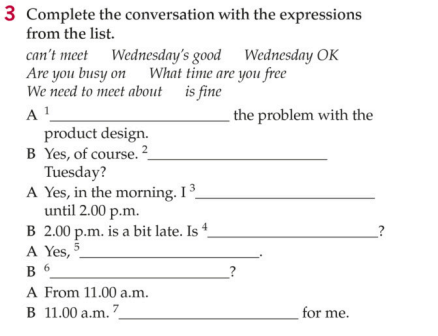 3 Complete the conversation with the expressions
from the list.
can't meet Wednesday's good Wednesday OK
Are you busy on What time are you free
We need to meet about is fine
A 1____________________ the problem with the
product design.
B Yes, of course. 2____________________
Tuesday?
A Yes, in the morning. I 3____________________
until 2.00 p.m.
B 2.00 p.m. is a bit late. Is 4____________________?
A Yes, 5____________________.
B 6____________________?
A From 11.00 a.m.
B 11.00 a.m. 7____________________ for me.